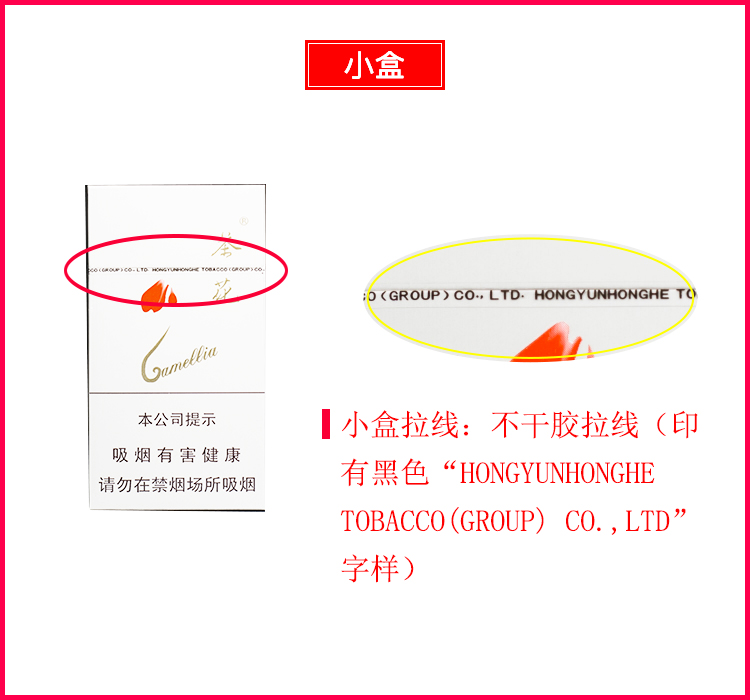 小盒
®
茶
花
CCO(GROUP)CO., LTD. HONGYUNHONGHE TOBACCO(GROUP)CO.
Camellia
本公司提示
吸烟有害健康
请勿在禁烟场所吸烟
CO(GROUP)CO., LTD. HONGYUNHONGHE TO
小盒拉线：不干胶拉线（印
有黑色“HONGYUNHONGHE
TOBACCO(GROUP) CO.,LTD”
字样）